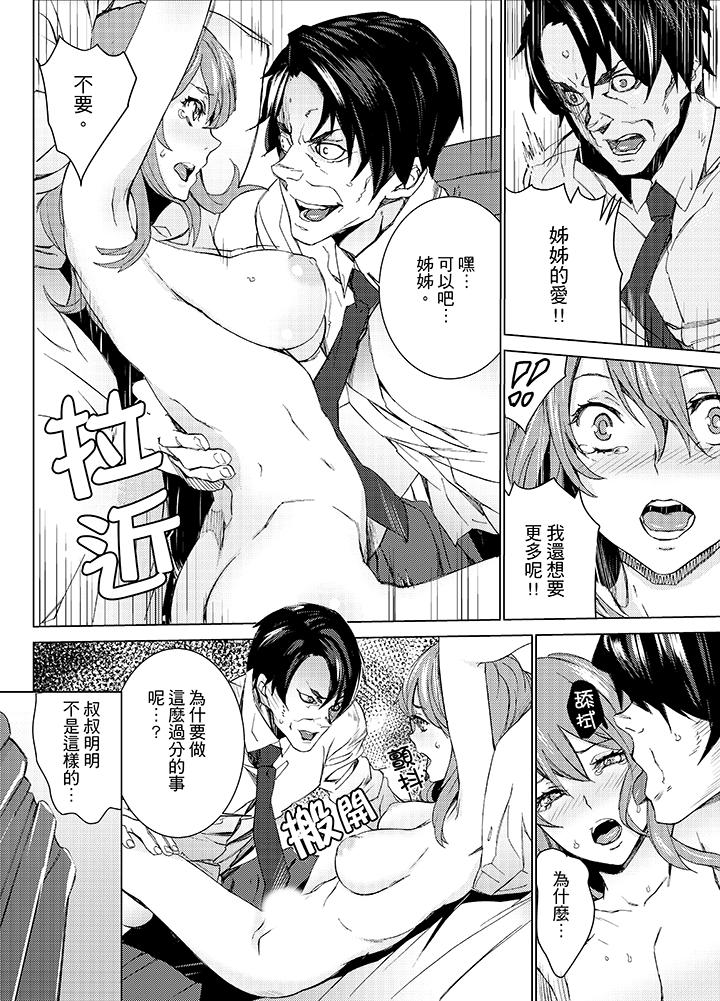 姊姊的愛!!
我還想要
更多呢!!
嘿…
可以吧…
姊姊。
不要。
拉近
舔拭
為什麼…
顫抖
搬開
為什要做
這麼過分的事
呢…?
叔叔明明
不是這樣的…